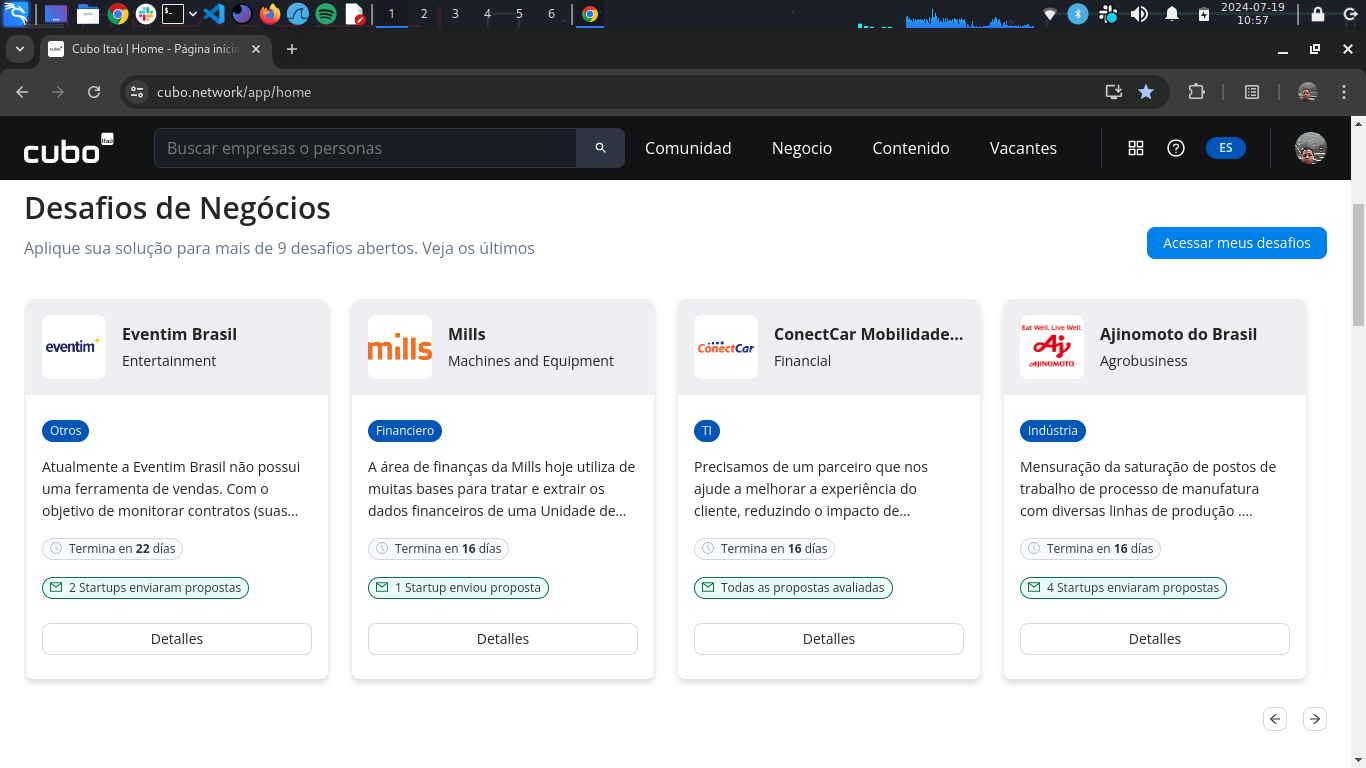 1 2 3 4 5 6
2024-07-19
10:57
Cubo Itaú | Home - Página inicia
cubo.network/app/home
cubo Itaú
Buscar empresas o personas
Comunidad
Negocio
Contenido
Vacantes
ES
Desafios de Negócios
Aplique sua solução para mais de 9 desafios abertos. Veja os últimos
Acessar meus desafios
eventim
Eventim Brasil
Entertainment
Otros
Atualmente a Eventim Brasil não possui
uma ferramenta de vendas. Com o
objetivo de monitorar contratos (suas...
Termina en 22 días
2 Startups enviaram propostas
Detalles
mills
Mills
Machines and Equipment
Financiero
A área de finanças da Mills hoje utiliza de
muitas bases para tratar e extrair os
dados financeiros de uma Unidade de...
Termina en 16 días
1 Startup enviou proposta
Detalles
ConectCar
ConectCar Mobilidade...
Financial
TI
Precisamos de um parceiro que nos
ajude a melhorar a experiência do
cliente, reduzindo o impacto de...
Termina en 16 días
Todas as propostas avaliadas
Detalles
Eat Well, Live Well.
Aj
AJINOMOTO
Ajinomoto do Brasil
Agrobusiness
Indústria
Mensuração da saturação de postos de
trabalho de processo de manufatura
com diversas linhas de produção ....
Termina en 16 días
4 Startups enviaram propostas
Detalles